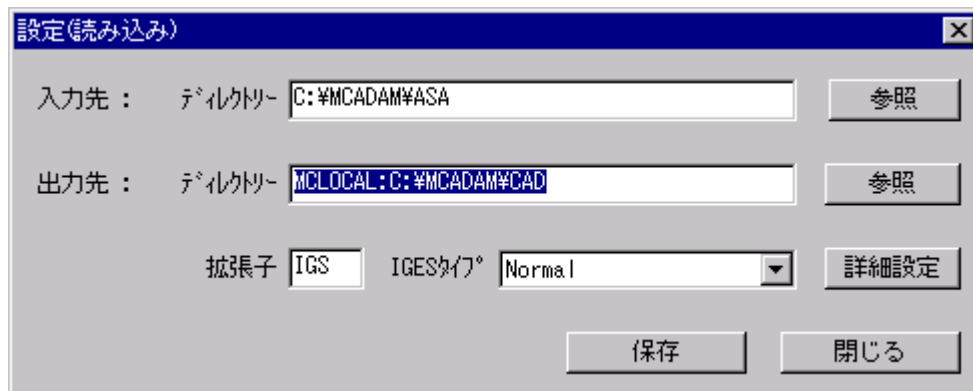 設定(読み込み)
入力先： ﾃﾞｨﾚｸﾄﾘｰ C:¥MCADAM¥ASA 参照
出力先： ﾃﾞｨﾚｸﾄﾘｰ MCLOCAL:C:¥MCADAM¥CAD 参照
拡張子 IGS IGESﾀｲﾌﾟ Normal 詳細設定
保存 閉じる